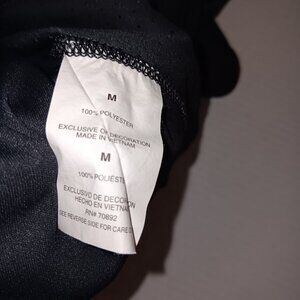 M
100% POLYESTER
EXCLUSIVE OF DECORATION
MADE IN VIETNAM
M
100% POLIÉSTER
EXCLUSIVO DE DECORACIÓN
HECHO EN VIETNAM
RN# 70892
SEE REVERSE SIDE FOR CARE